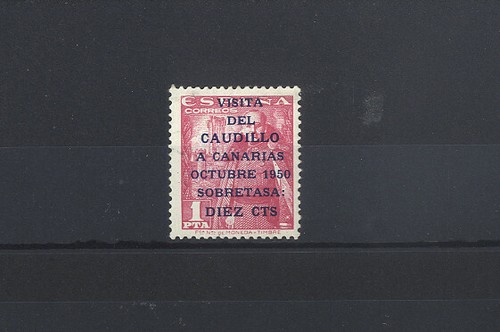 ESPAÑA
VISITA
CORREOS
DEL
CAUDILLO
A CANARIAS
OCTUBRE 1950
SOBRETASA:
DIEZ CTS
1
PTA